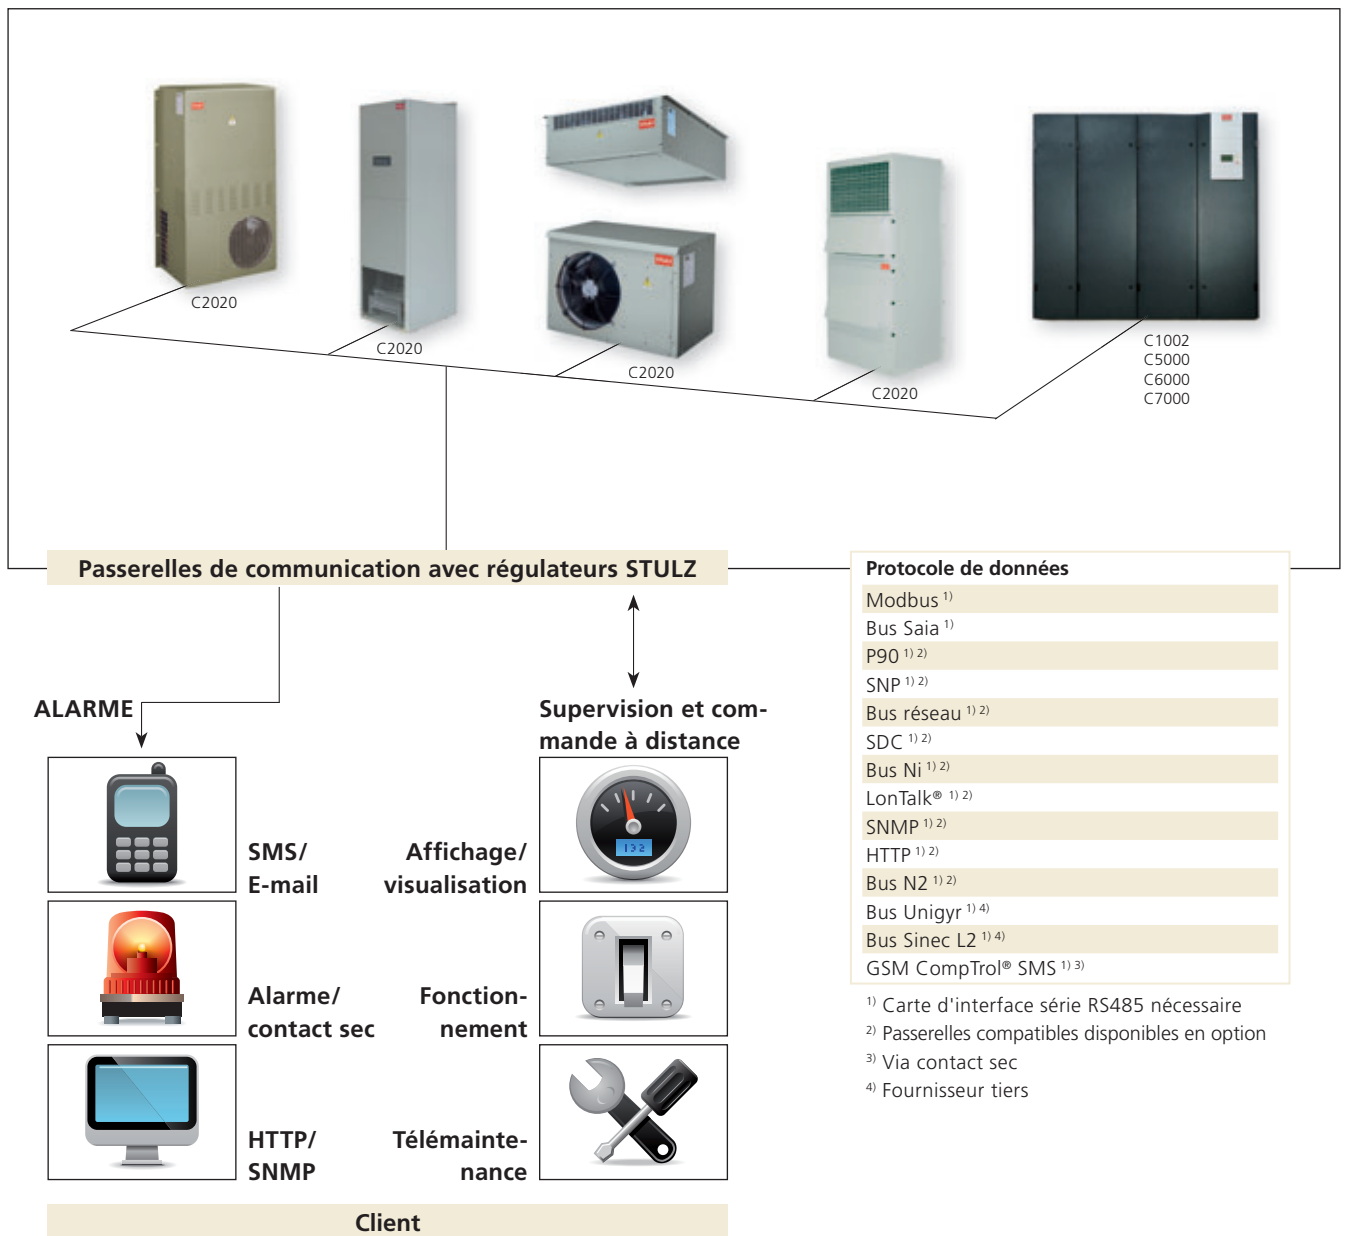 C2020
C2020
C2020
C2020
C1002
C5000
C6000
C7000
Passerelles de communication avec régulateurs STULZ
ALARME
Supervision et com-
mande à distance
SMS/
E-mail
Affichage/
visualisation
132
Alarme/
contact sec
Fonction-
nement
HTTP/
SNMP
Télémainte-
nance
Client
Protocole de données
Modbus 1)
Bus Saia 1)
P90 1) 2)
SNP 1) 2)
Bus réseau 1) 2)
SDC 1) 2)
Bus Ni 1) 2)
LonTalk® 1) 2)
SNMP 1) 2)
HTTP 1) 2)
Bus N2 1) 2)
Bus Unigyr 1) 4)
Bus Sinec L2 1) 4)
GSM CompTrol® SMS 1) 3)
1) Carte d'interface série RS485 nécessaire
2) Passerelles compatibles disponibles en option
3) Via contact sec
4) Fournisseur tiers